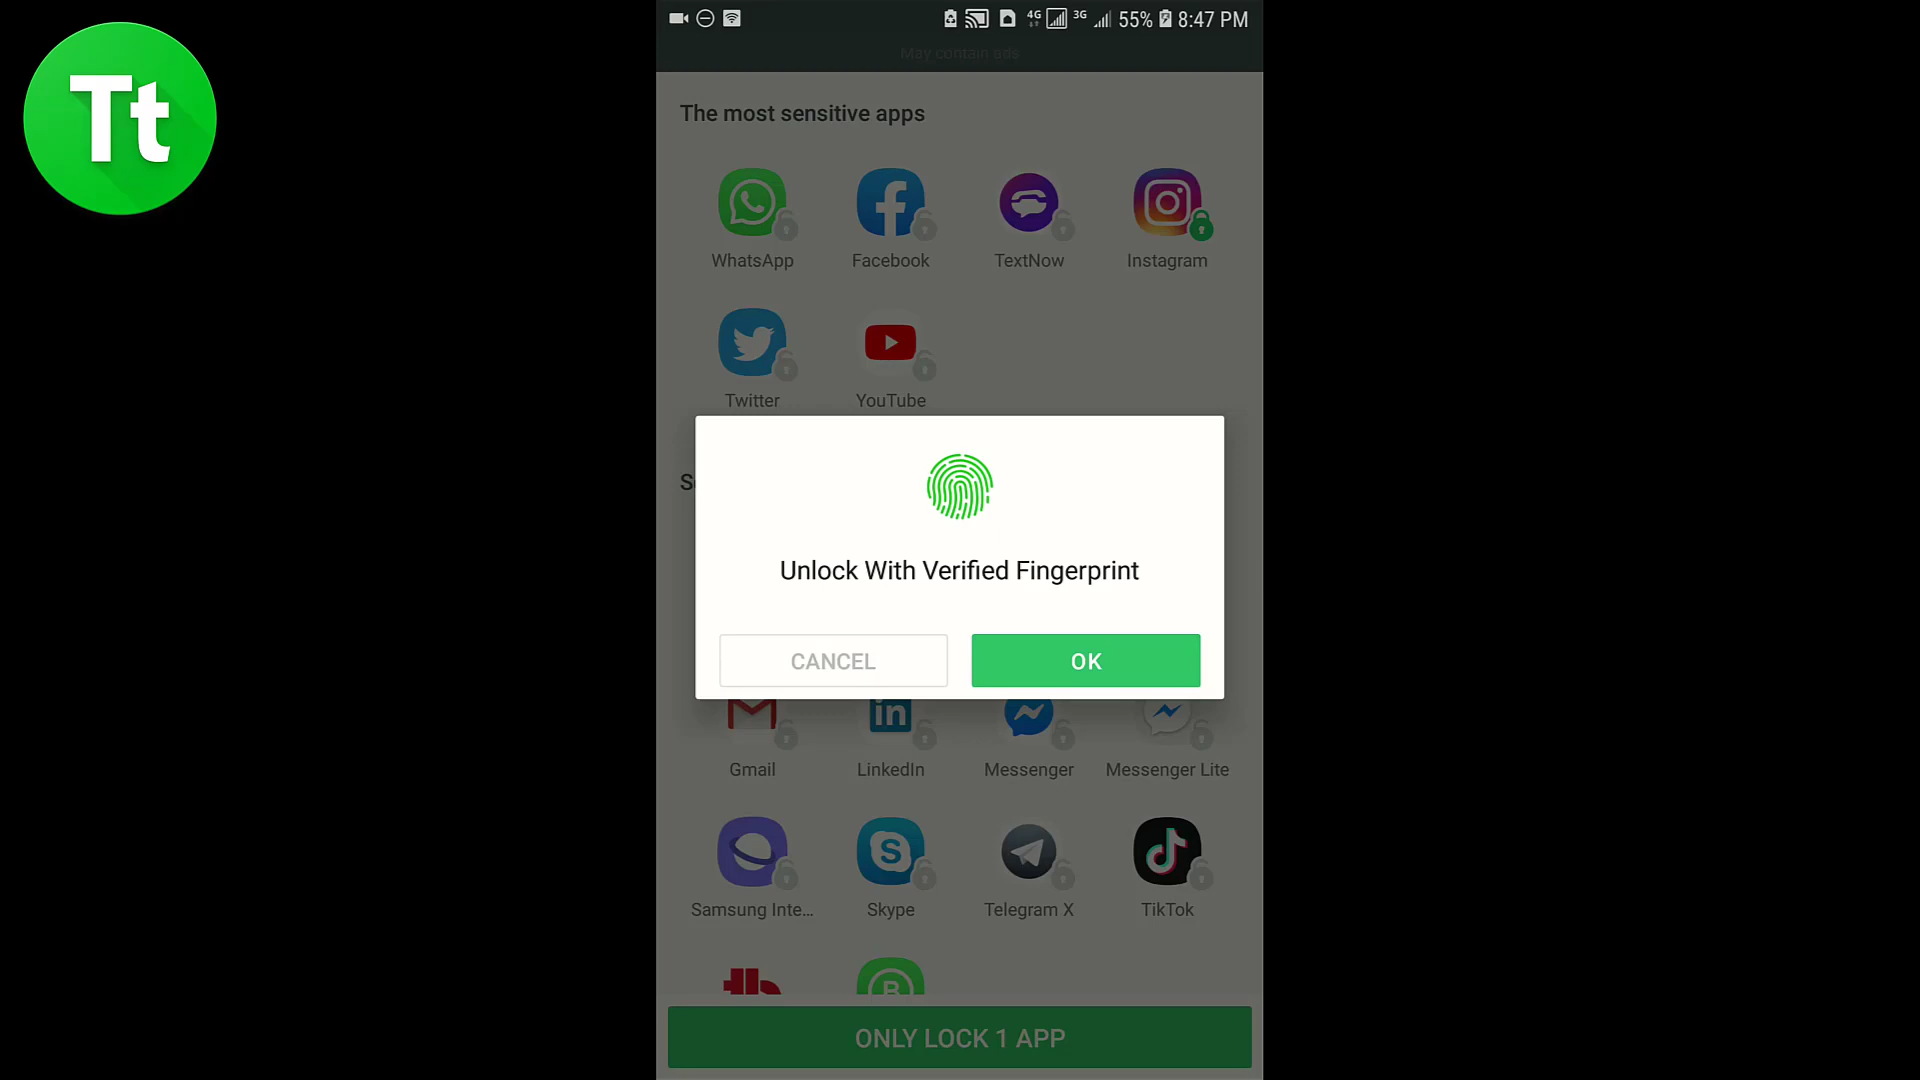 Tt
4G 3G 55% 8:47 PM
May contain ads
The most sensitive apps
WhatsApp Facebook TextNow Instagram
Twitter YouTube
Unlock With Verified Fingerprint
CANCEL OK
Gmail LinkedIn Messenger Messenger Lite
Samsung Inte... Skype Telegram X TikTok
ONLY LOCK 1 APP